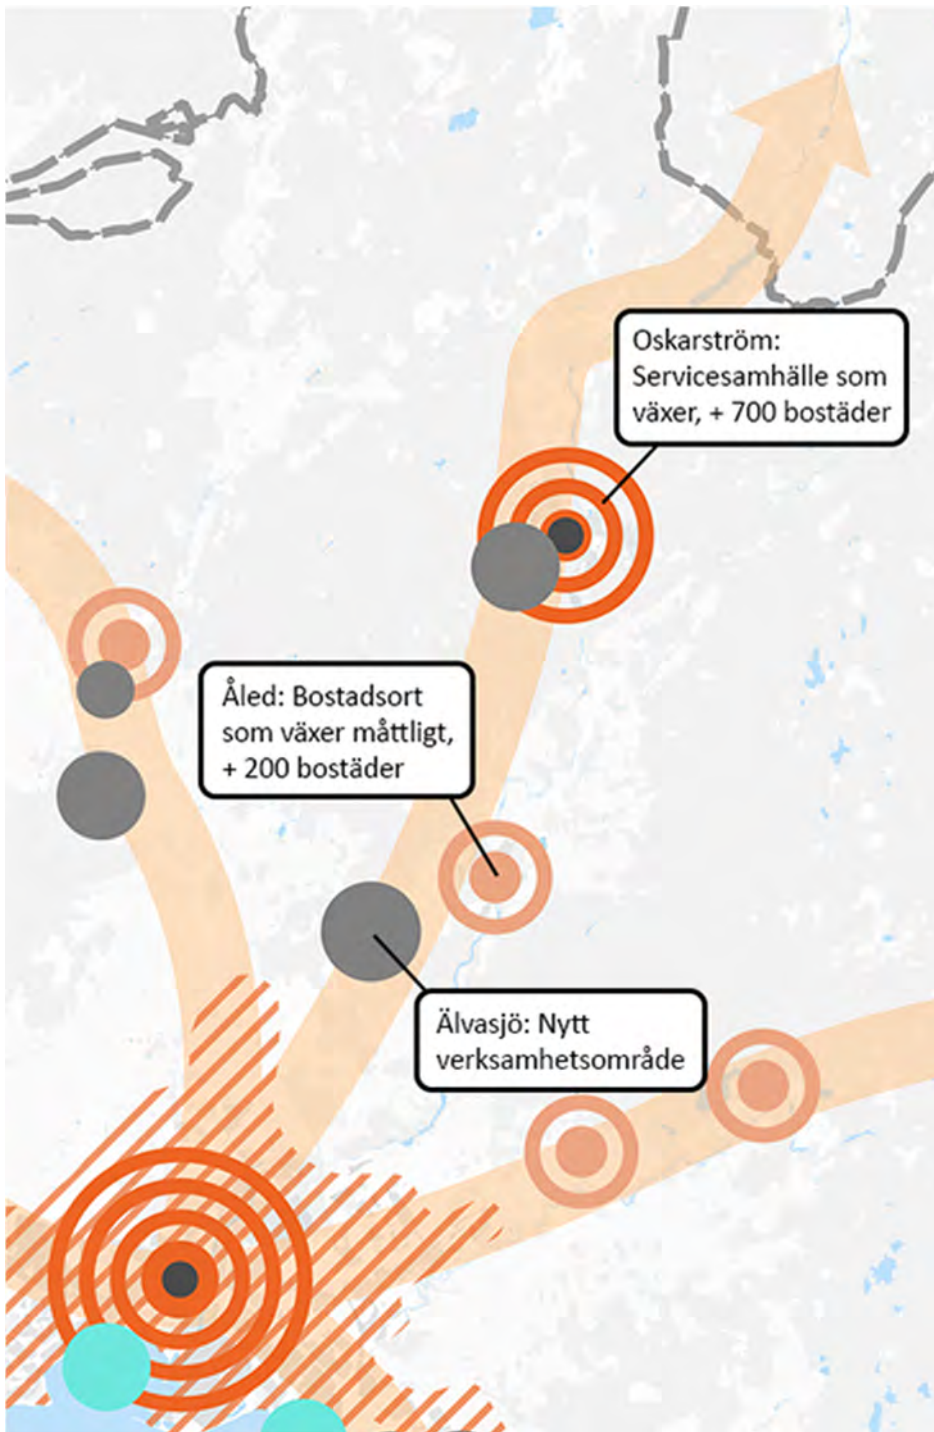 Oskarström:
Servicesamhälle som
växer, + 700 bostäder
Åled: Bostadsort
som växer måttligt,
+ 200 bostäder
Älvasjö: Nytt
verksamhetsområde